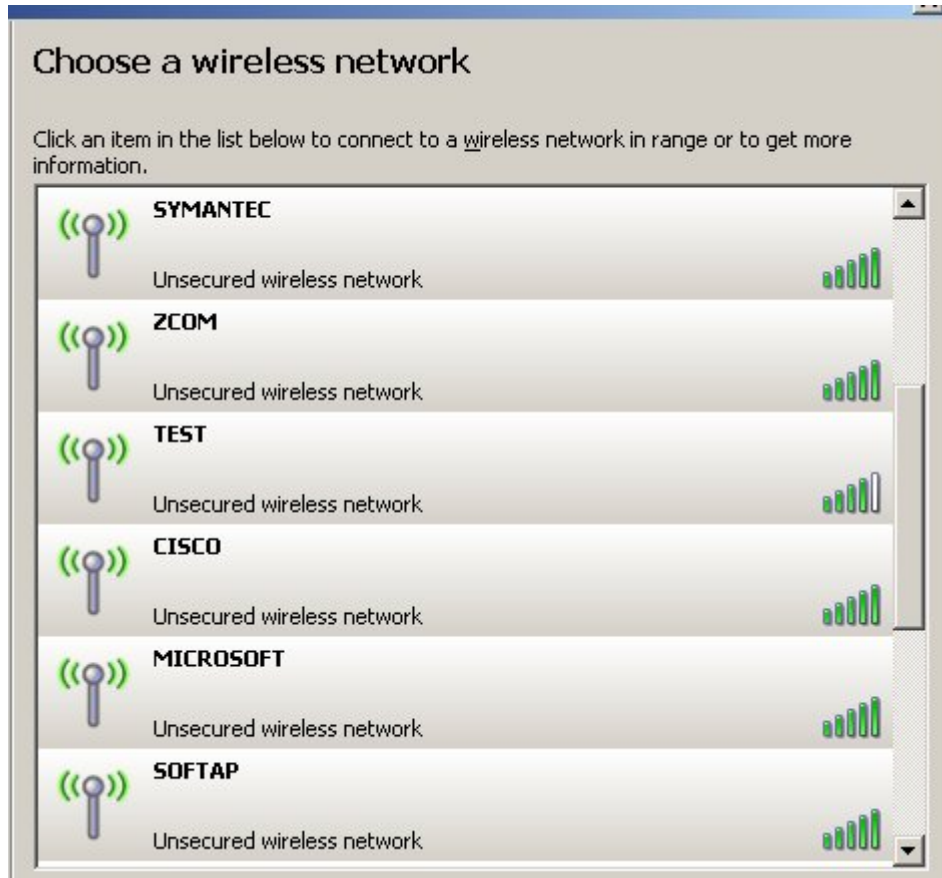 Choose a wireless network
Click an item in the list below to connect to a wireless network in range or to get more
information.
SYMANTEC
Unsecured wireless network
ZCOM
Unsecured wireless network
TEST
Unsecured wireless network
CISCO
Unsecured wireless network
MICROSOFT
Unsecured wireless network
SOFTAP
Unsecured wireless network